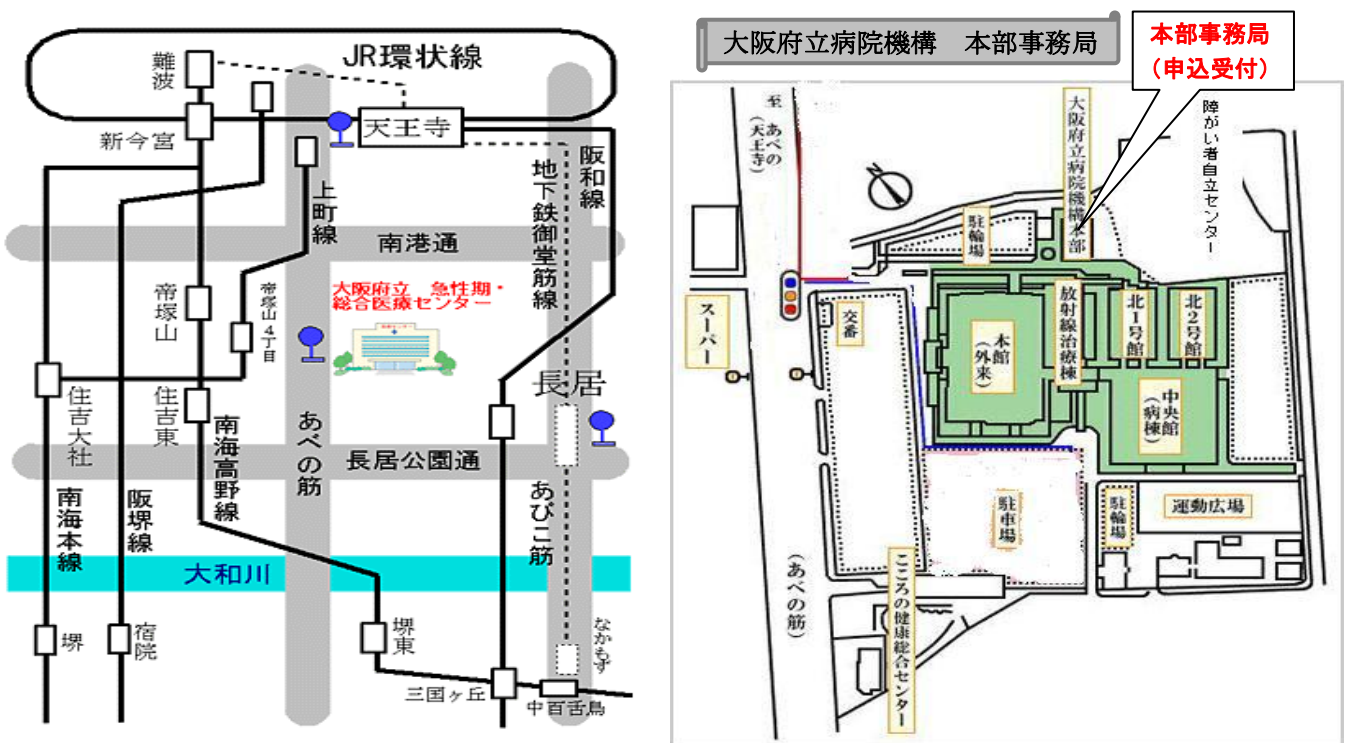 JR環状線
難波
新今宮
天王寺
阪和線
地下鉄御堂筋線
上町線
南港通
大阪府立 急性期・
総合医療センター
帝塚山
帝塚山4丁目
住吉大社
住吉東
南海高野線
あべの筋
長居
長居公園通
南海本線
阪堺線
あびこ筋
大和川
堺
宿院
堺東
なかもず
三国ヶ丘
中百舌鳥
大阪府立病院機構 本部事務局
本部事務局
(申込受付)
至 あべの
(天王寺)
N
大阪府立病院機構本部
障がい者自立センター
駐輪場
スーパー
交番
本館
(外来)
放射線治療棟
北1号館
北2号館
中央館
(病棟)
駐車場
駐輪場
運動広場
(あべの筋)
こころの健康総合センター